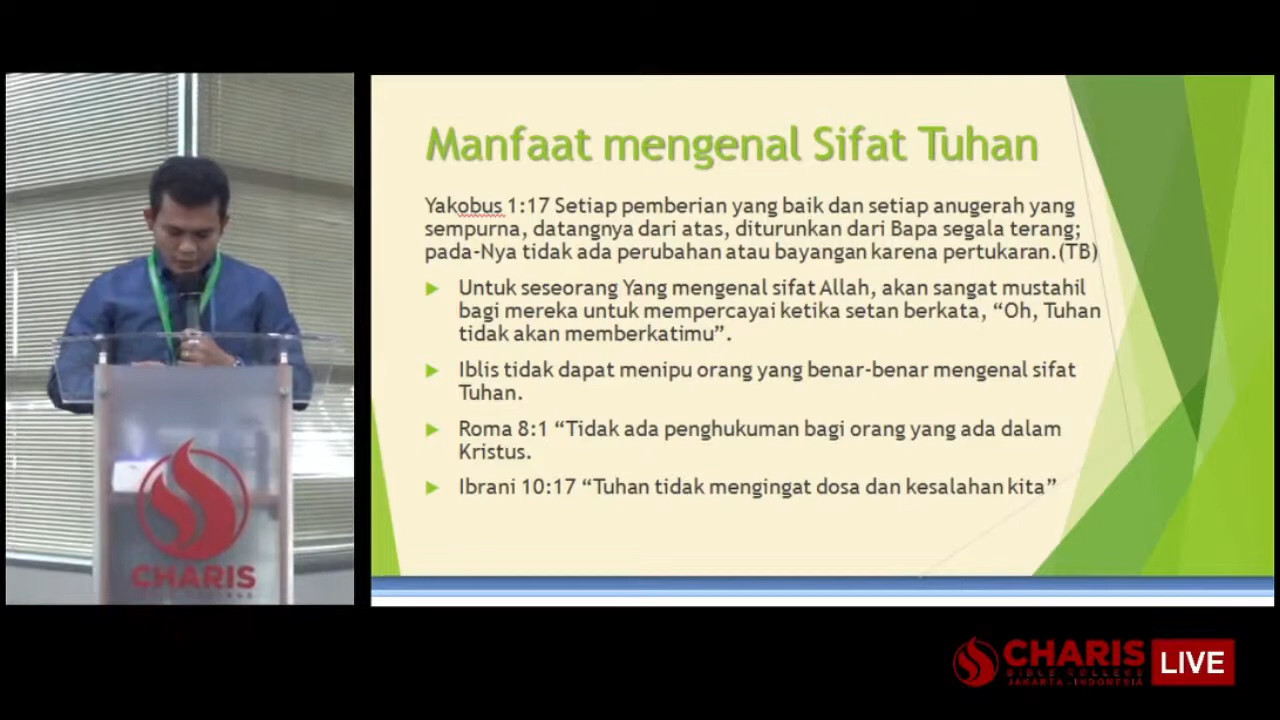 Manfaat mengenal Sifat Tuhan
Yakobus 1:17 Setiap pemberian yang baik dan setiap anugerah yang
sempurna, datangnya dari atas, diturunkan dari Bapa segala terang;
pada-Nya tidak ada perubahan atau bayangan karena pertukaran.(TB)
Untuk seseorang Yang mengenal sifat Allah, akan sangat mustahil
bagi mereka untuk mempercayai ketika setan berkata, “Oh, Tuhan
tidak akan memberkatimu”.
Iblis tidak dapat menipu orang yang benar-benar mengenal sifat
Tuhan.
Roma 8:1 “Tidak ada penghukuman bagi orang yang ada dalam
Kristus.
Ibrani 10:17 “Tuhan tidak mengingat dosa dan kesalahan kita”
CHARIS
CHARIS
BIBLE COLLEGE
JAKARTA - INDONESIA
LIVE